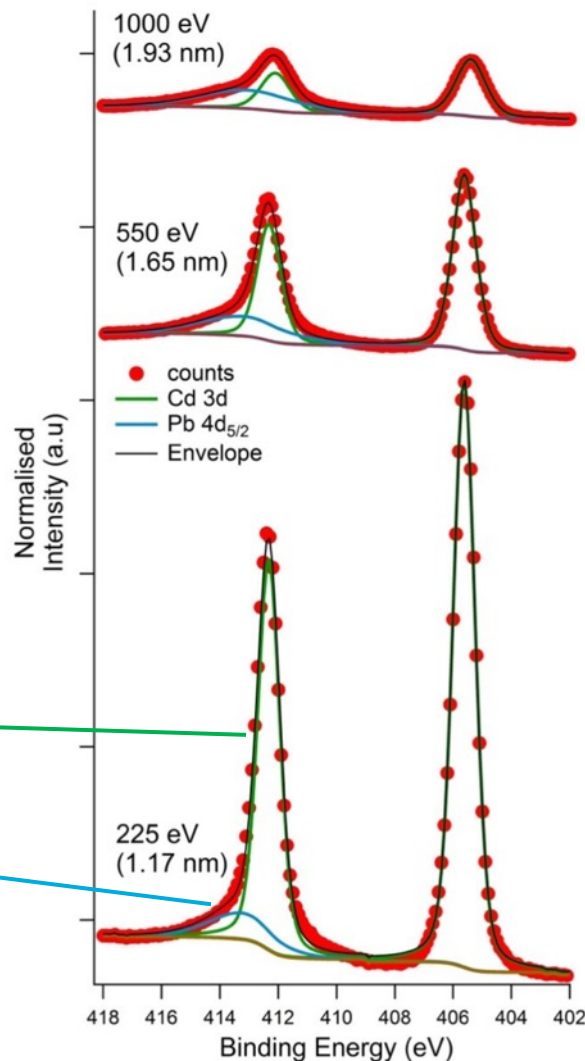 1000 eV
(1.93 nm)
550 eV
(1.65 nm)
counts
Cd 3d
Pb 4d5/2
Envelope
Normalised
Intensity (a.u)
225 eV
(1.17 nm)
418 416 414 412 410 408 406 404 402
Binding Energy (eV)